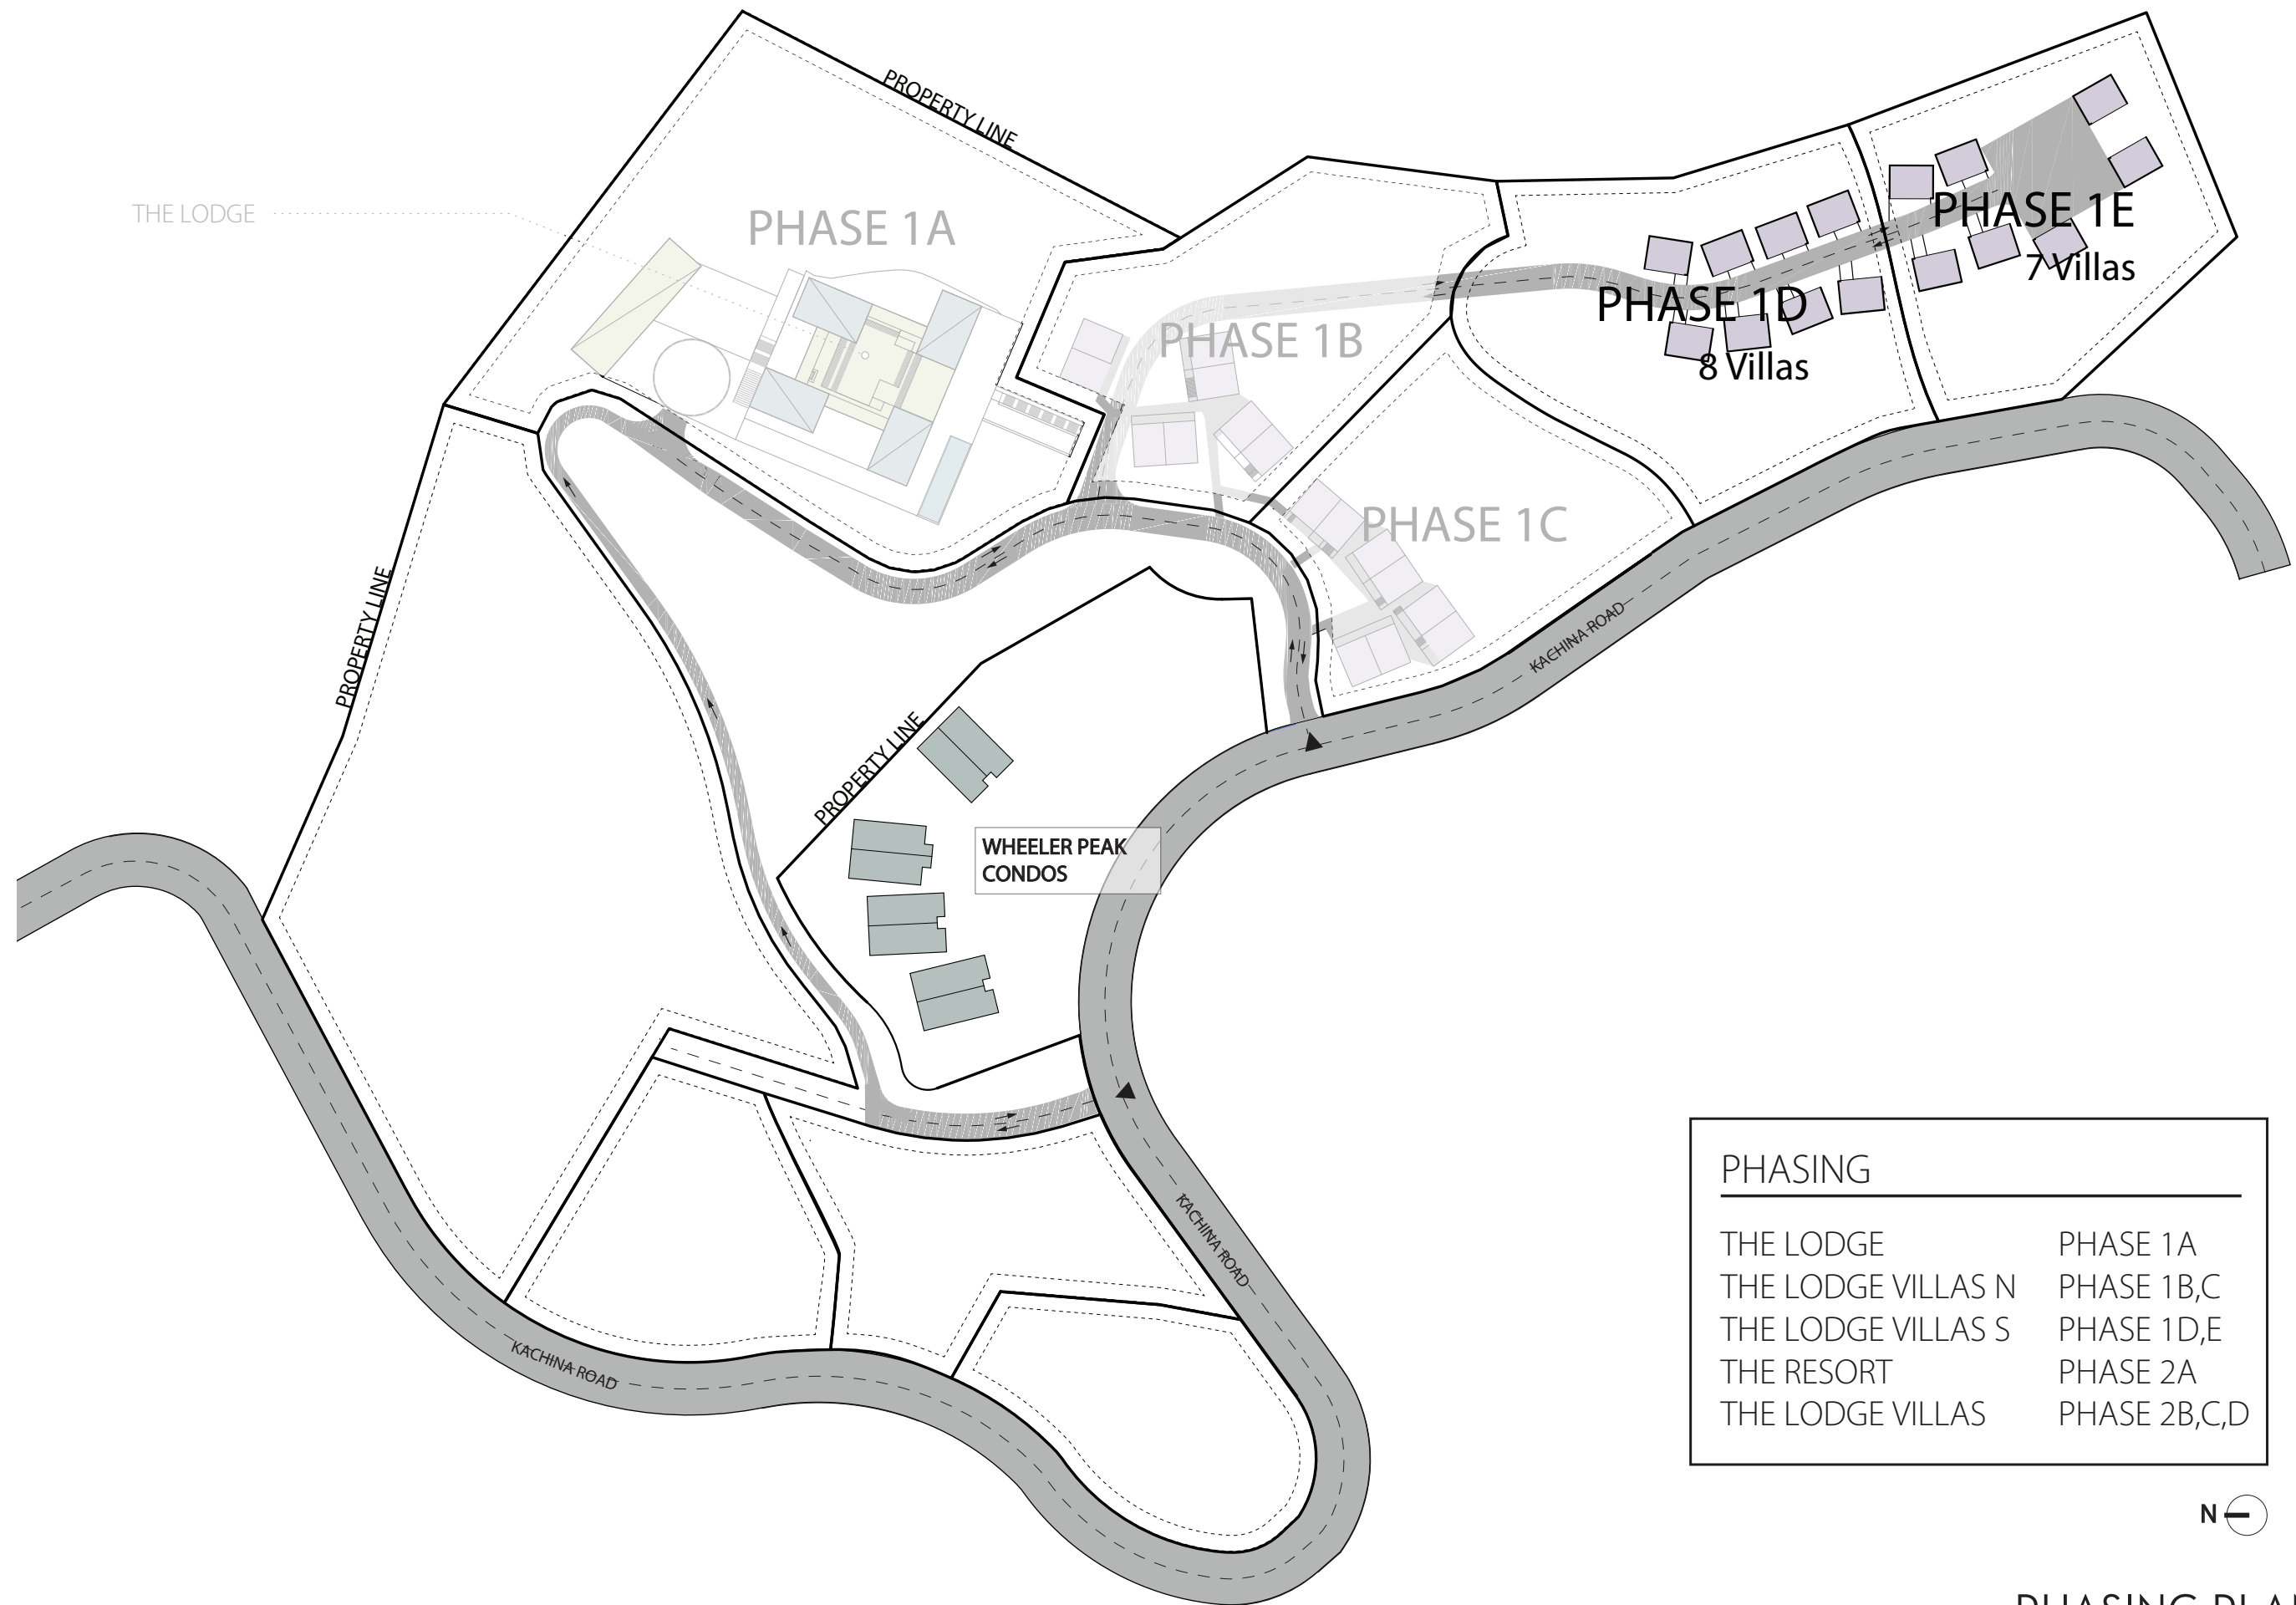 PROPERTY LINE
THE LODGE
PHASE 1A
PHASE 1E
7 Villas
PHASE 1D
8 Villas
PHASE 1B
PHASE 1C
PROPERTY LINE
KACHINA ROAD
PROPERTY LINE
WHEELER PEAK
CONDOS
KACHINA ROAD
KACHINA ROAD
PHASING
THE LODGE PHASE 1A
THE LODGE VILLAS N PHASE 1B,C
THE LODGE VILLAS S PHASE 1D,E
THE RESORT PHASE 2A
THE LODGE VILLAS PHASE 2B,C,D
N
PHASING PLAN